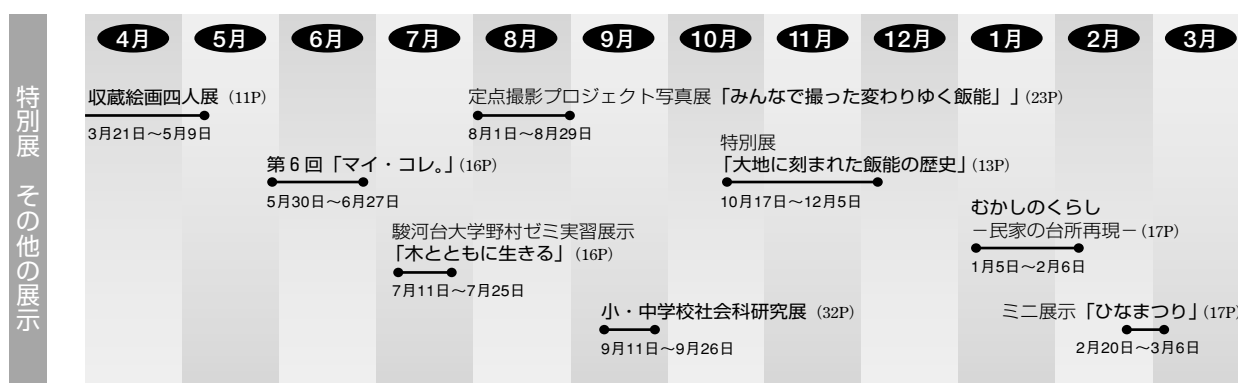 4月 5月 6月 7月 8月 9月 10月 11月 12月 1月 2月 3月
特別展 その他の展示
収蔵絵画四人展 (11P)
3月21日～5月9日
定点撮影プロジェクト写真展「みんなで撮った変わりゆく飯能」」(23P)
8月1日～8月29日
第6回「マイ・コレ。」(16P)
5月30日～6月27日
特別展
「大地に刻まれた飯能の歴史」(13P)
10月17日～12月5日
駿河台大学野村ゼミ実習展示
「木とともに生きる」(16P)
7月11日～7月25日
むかしのくらし
－民家の台所再現－(17P)
1月5日～2月6日
小・中学校社会科研究展 (32P)
9月11日～9月26日
ミニ展示「ひなまつり」(17P)
2月20日～3月6日